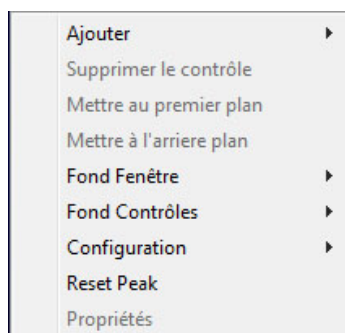 Ajouter
Supprimer le contrôle
Mettre au premier plan
Mettre à l'arriere plan
Fond Fenêtre
Fond Contrôles
Configuration
Reset Peak
Propriétés